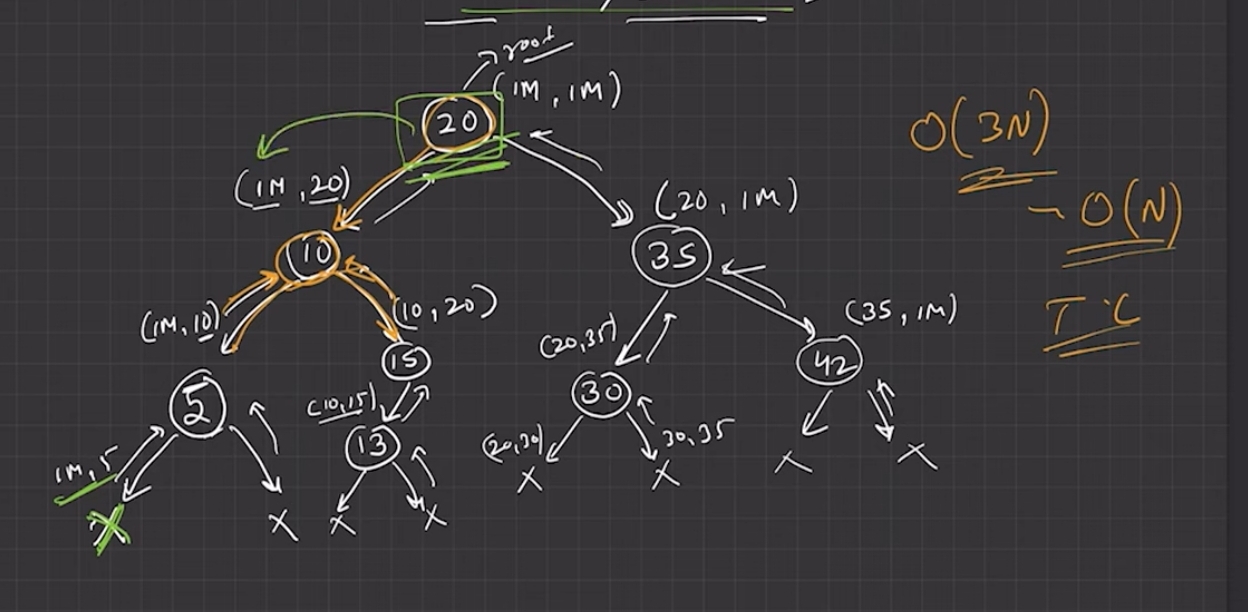 root
(1M, 1M)
20
O(3N)
(1M, 20)
(20, 1M)
~ O(N)
10
35
(1M, 10)
(10, 20)
(35, 1M)
T.C
(20, 35)
15
42
5
(10, 15)
30
13
(20, 30)
30, 35
1M, 5
X
X
X
X
X
X
X
X